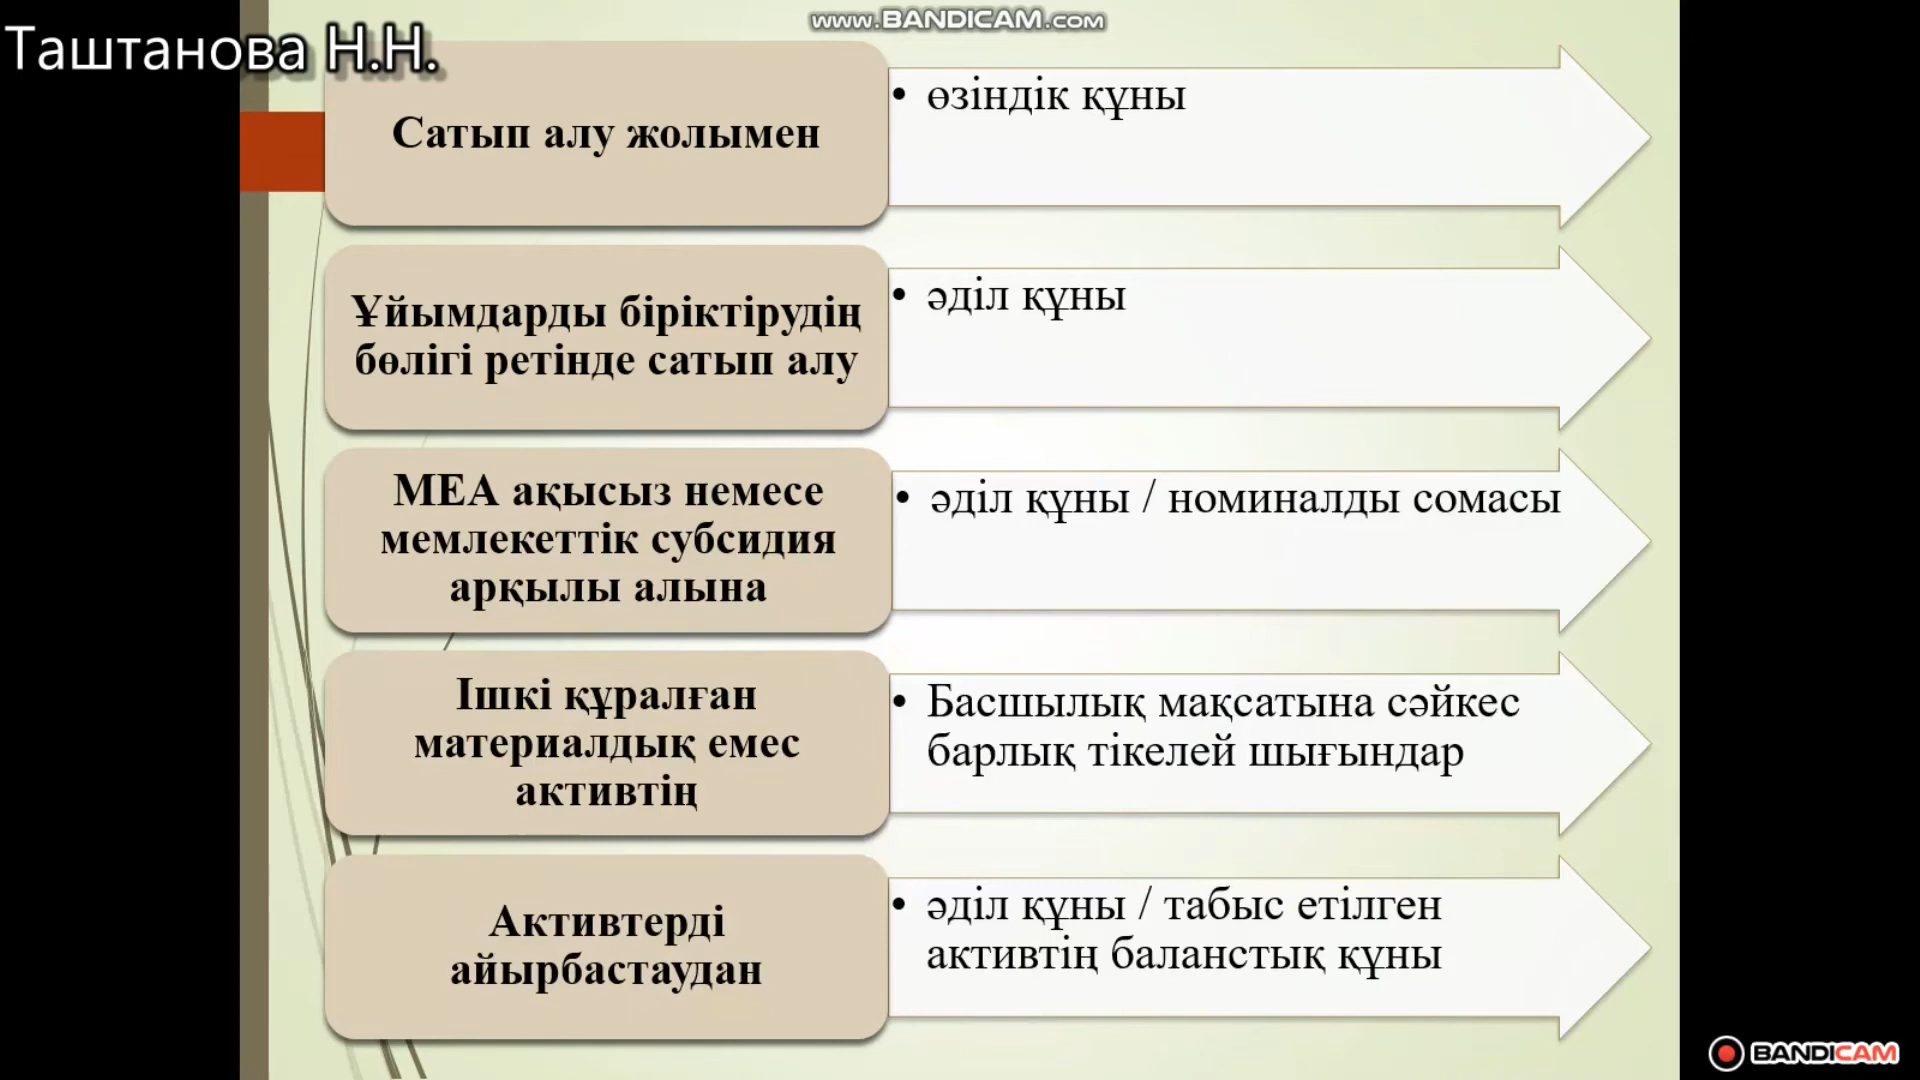 www.BANDICAM.com
Таштанова Н.Н.
Сатып алу жолымен
• өзіндік құны
Ұйымдарды біріктірудің
бөлігі ретінде сатып алу
• әділ құны
МЕА ақысыз немесе
мемлекеттік субсидия
арқылы алына
• әділ құны / номиналды сомасы
Ішкі құралған
материалдық емес
активтің
• Басшылық мақсатына сәйкес
барлық тікелей шығындар
Активтерді
айырбастаудан
• әділ құны / табыс етілген
активтің баланстық құны
BANDICAM